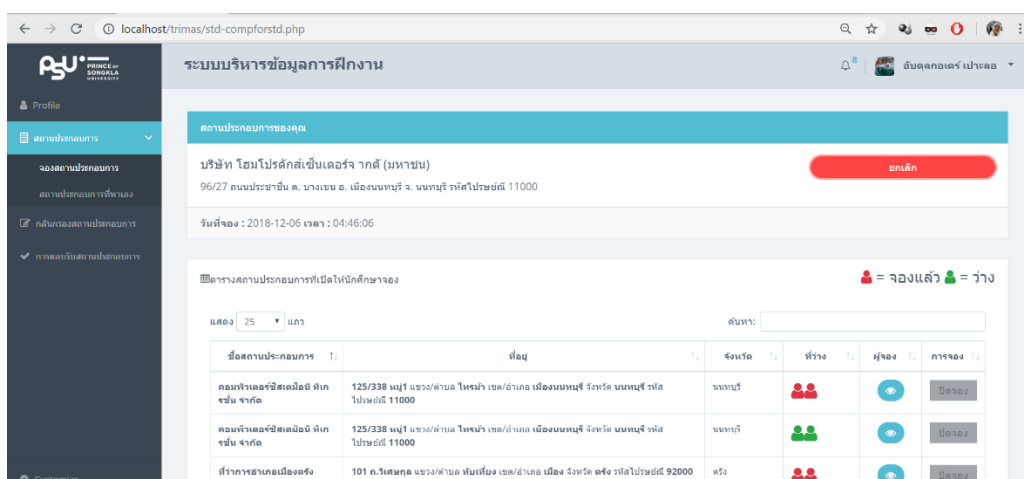 localhost/trimas/std-compforstd.php
PSU PRINCE OF SONGKLA UNIVERSITY
ระบบบริหารข้อมูลการฝึกงาน
8
อับดุลกอเดร์ เปาะดอ
Profile
สถานประกอบการ
จองสถานประกอบการ
สถานประกอบการที่หาเอง
กลั่นกรองสถานประกอบการ
การตอบรับสถานประกอบการ
Customize
สถานประกอบการของคุณ
บริษัท โฮมโปรดักส์เซ็นเตอร์จ ากดั (มหาชน)
ยกเลิก
96/27 ถนนประชาชื่น ต. บางเขน อ. เมืองนนทบุรี จ. นนทบุรี รหัสไปรษย์ณี 11000
วันที่จอง : 2018-12-06 เวลา : 04:46:06
ตารางสถานประกอบการที่เปิดให้นักศึกษาจอง
= จองแล้ว = ว่าง
แสดง 25 แถว
ค้นหา:
ชื่อสถานประกอบการ ที่อยู่ จังหวัด ที่ว่าง ผู้จอง การจอง
คอมพิวเตอร์ซิสเตม์อนิ ทิเก 125/338 หมู่1 แขวง/ตำบล ไทรม้า เขต/อำเภอ เมืองนนทบุรี จังหวัด นนทบุรี รหัส นนทบุรี ปิดจอง
รชั่น จำกัด ไปรษย์ณี 11000
คอมพิวเตอร์ซิสเตม์อนิ ทิเก 125/338 หมู่1 แขวง/ตำบล ไทรม้า เขต/อำเภอ เมืองนนทบุรี จังหวัด นนทบุรี รหัส นนทบุรี ปิดจอง
รชั่น จำกัด ไปรษย์ณี 11000
ที่ว่าการอำเภอเมืองตรัง 101 ถ.วิเศษกุล แขวง/ตำบล ทับเที่ยง เขต/อำเภอ เมือง จังหวัด ตรัง รหัสไปรษย์ณี 92000 ตรัง ปิดจอง